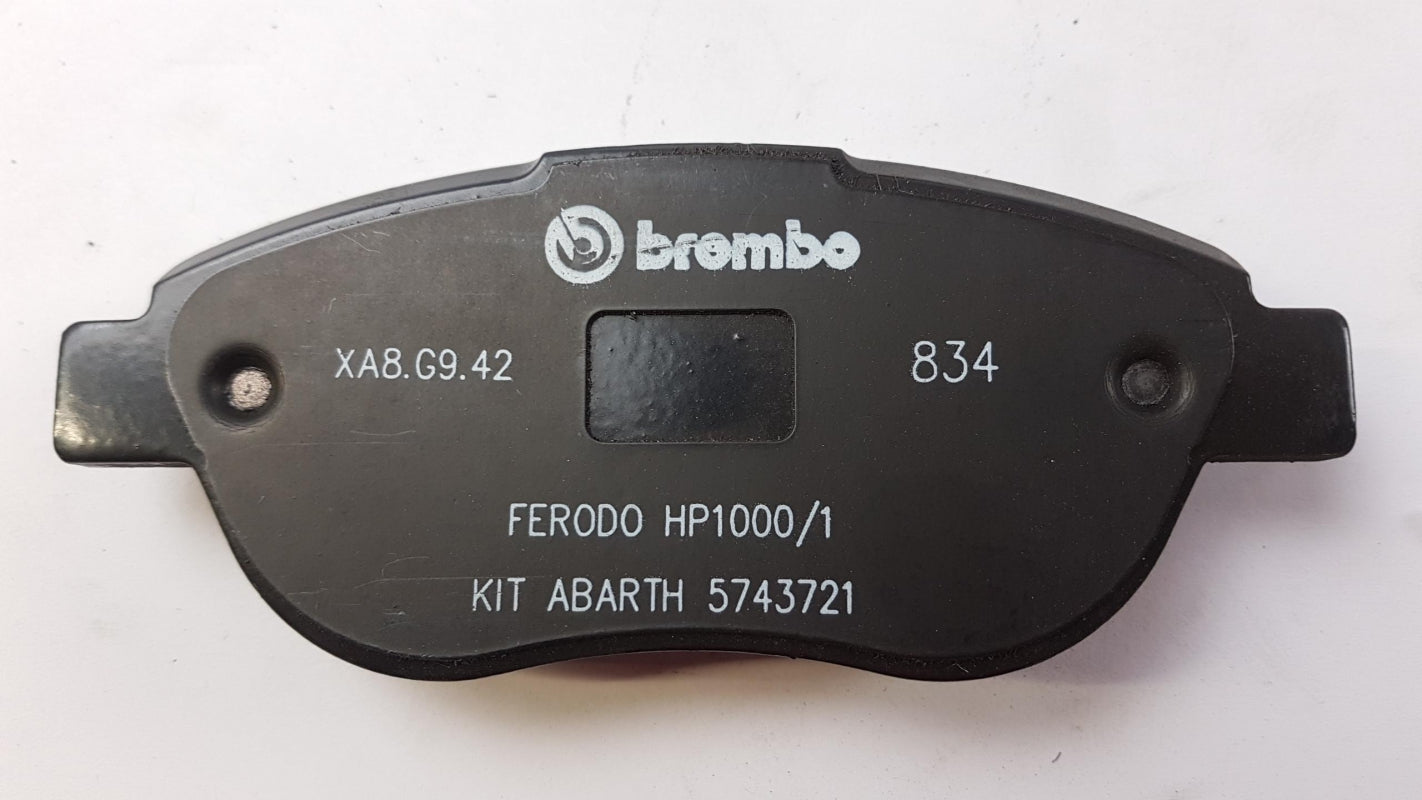 brembo
XA8.G9.42 834
FERODO HP1000/1
KIT ABARTH 5743721